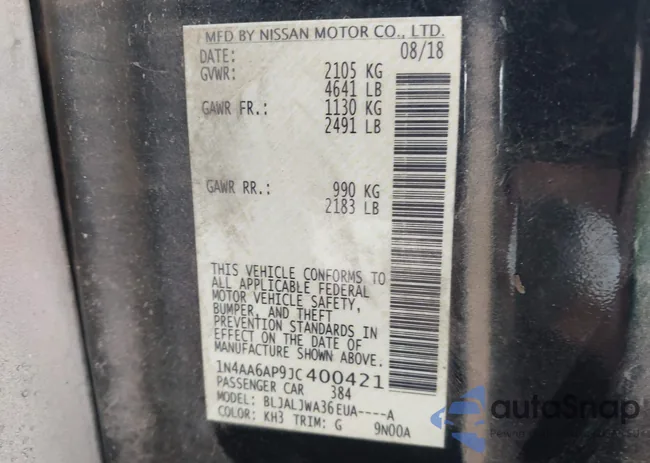 MFD BY NISSAN MOTOR CO., LTD.
DATE: 08/18
GVWR: 2105 KG
4641 LB
GAWR FR.: 1130 KG
2491 LB
GAWR RR.: 990 KG
2183 LB
THIS VEHICLE CONFORMS TO
ALL APPLICABLE FEDERAL
MOTOR VEHICLE SAFETY,
BUMPER, AND THEFT
PREVENTION STANDARDS IN
EFFECT ON THE DATE OF
MANUFACTURE SHOWN ABOVE.
1N4AA6AP9JC400421
PASSENGER CAR 384
MODEL: BLJALJWA36EUA----A
COLOR: KH3 TRIM: G 9N00A
autoSnap